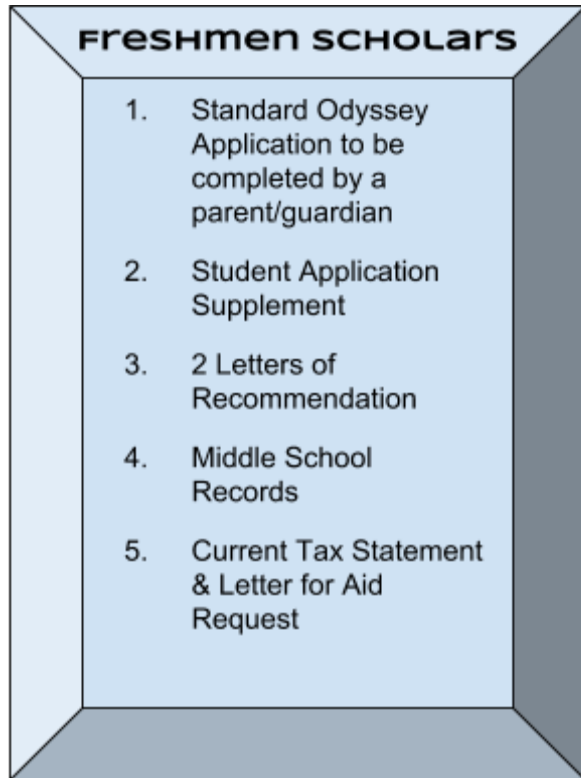 Freshmen Scholars
1. Standard Odyssey
Application to be
completed by a
parent/guardian
2. Student Application
Supplement
3. 2 Letters of
Recommendation
4. Middle School
Records
5. Current Tax Statement
& Letter for Aid
Request